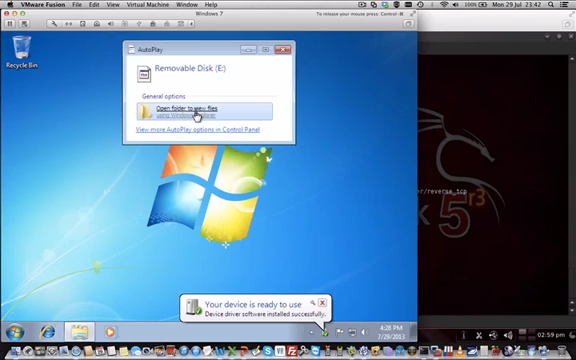 VMware Fusion File Edit View Virtual Machine Window Help
Mon 29 Jul 23:42
Windows 7
To release your mouse press: Control-⌘
Recycle Bin
AutoPlay
Removable Disk (E:)
General options
Open folder to view files
using Windows Explorer
View more AutoPlay options in Control Panel
/reverse_tcp
k 5 r3
Your device is ready to use
Device driver software installed successfully.
4:28 PM
7/29/2013
02:59 pm